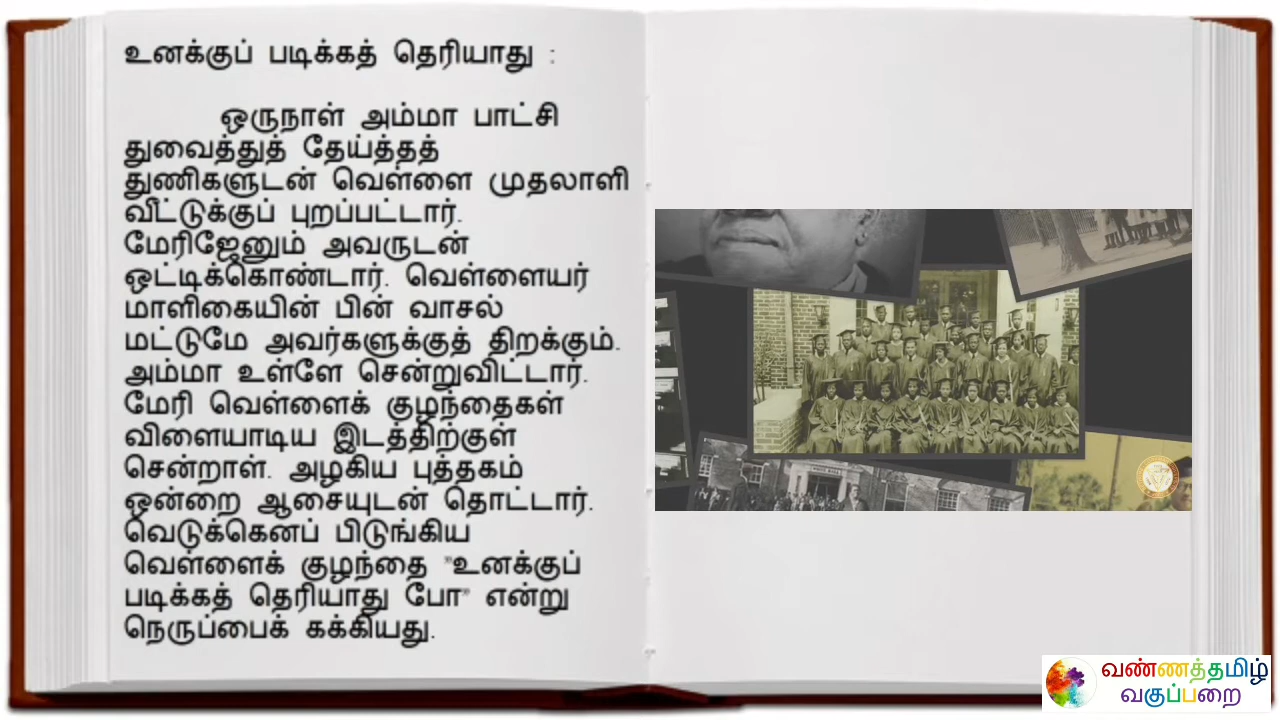 உனக்குப் படிக்கத் தெரியாது :
ஒருநாள் அம்மா பாட்சி
துவைத்துத் தேய்த்தத்
துணிகளுடன் வெள்ளை முதலாளி
வீட்டுக்குப் புறப்பட்டார்.
மேரிஜேனும் அவருடன்
ஒட்டிக்கொண்டார். வெள்ளையர்
மாளிகையின் பின் வாசல்
மட்டுமே அவர்களுக்குத் திறக்கும்.
அம்மா உள்ளே சென்றுவிட்டார்.
மேரி வெள்ளைக் குழந்தைகள்
விளையாடிய இடத்திற்குள்
சென்றாள். அழகிய புத்தகம்
ஒன்றை ஆசையுடன் தொட்டார்.
வெடுக்கெனப் பிடுங்கிய
வெள்ளைக் குழந்தை "உனக்குப்
படிக்கத் தெரியாது போ" என்று
நெருப்பைக் கக்கியது.
வண்ணத்தமிழ்
வகுப்பறை